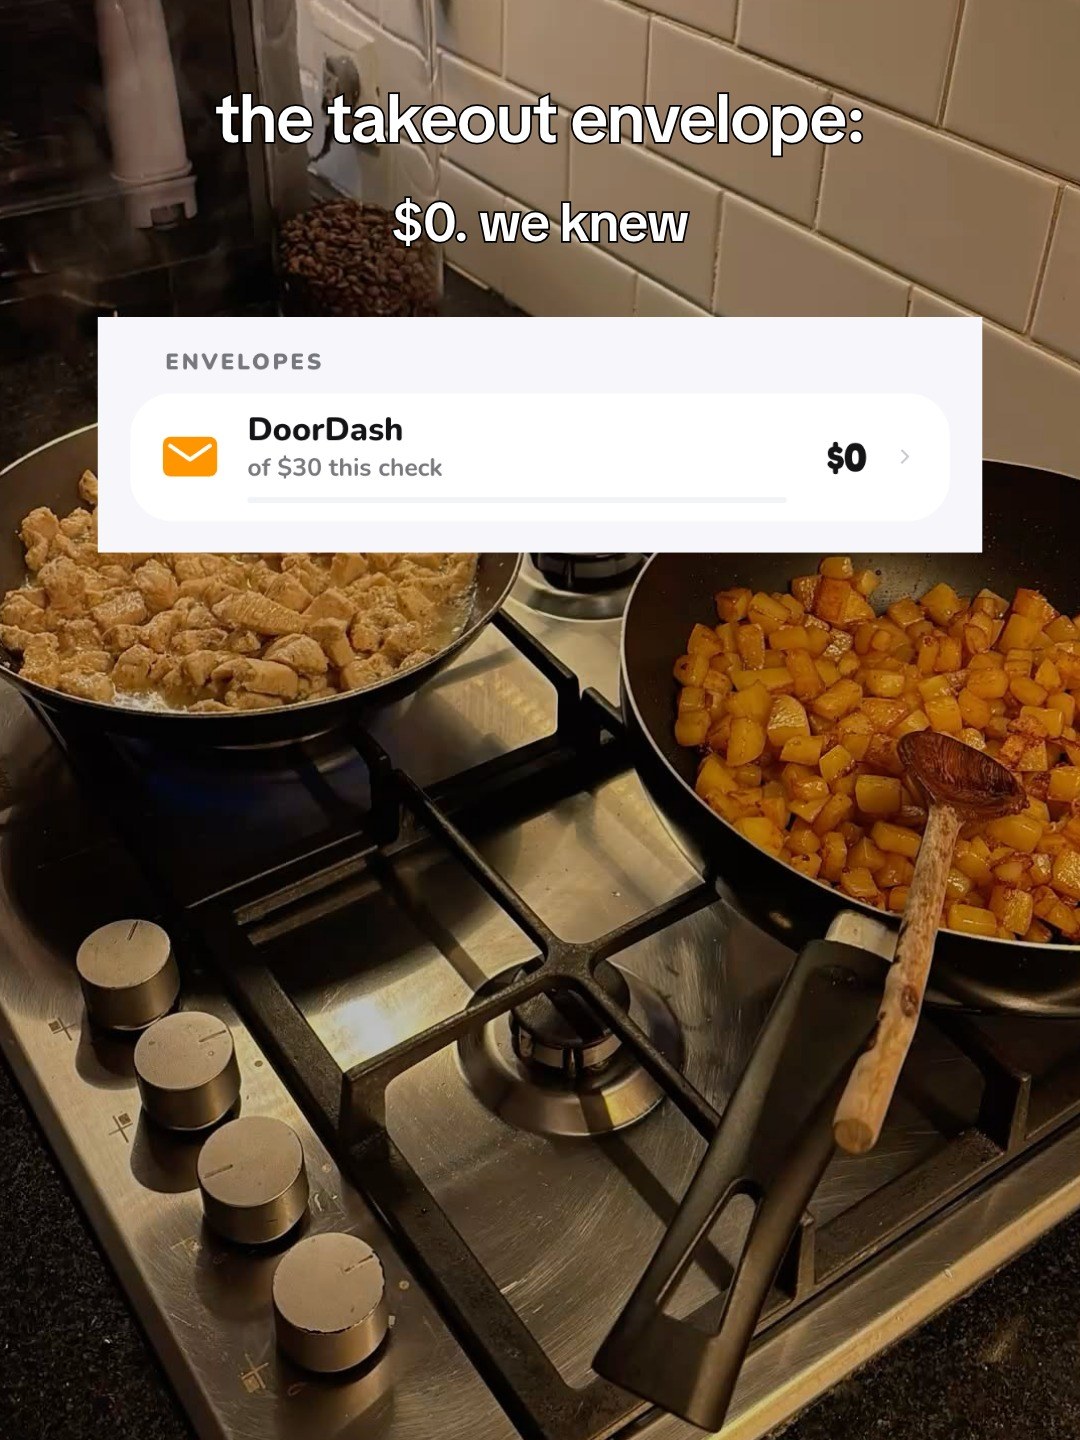 the takeout envelope:
$0. we knew
ENVELOPES
DoorDash
of $30 this check
$0